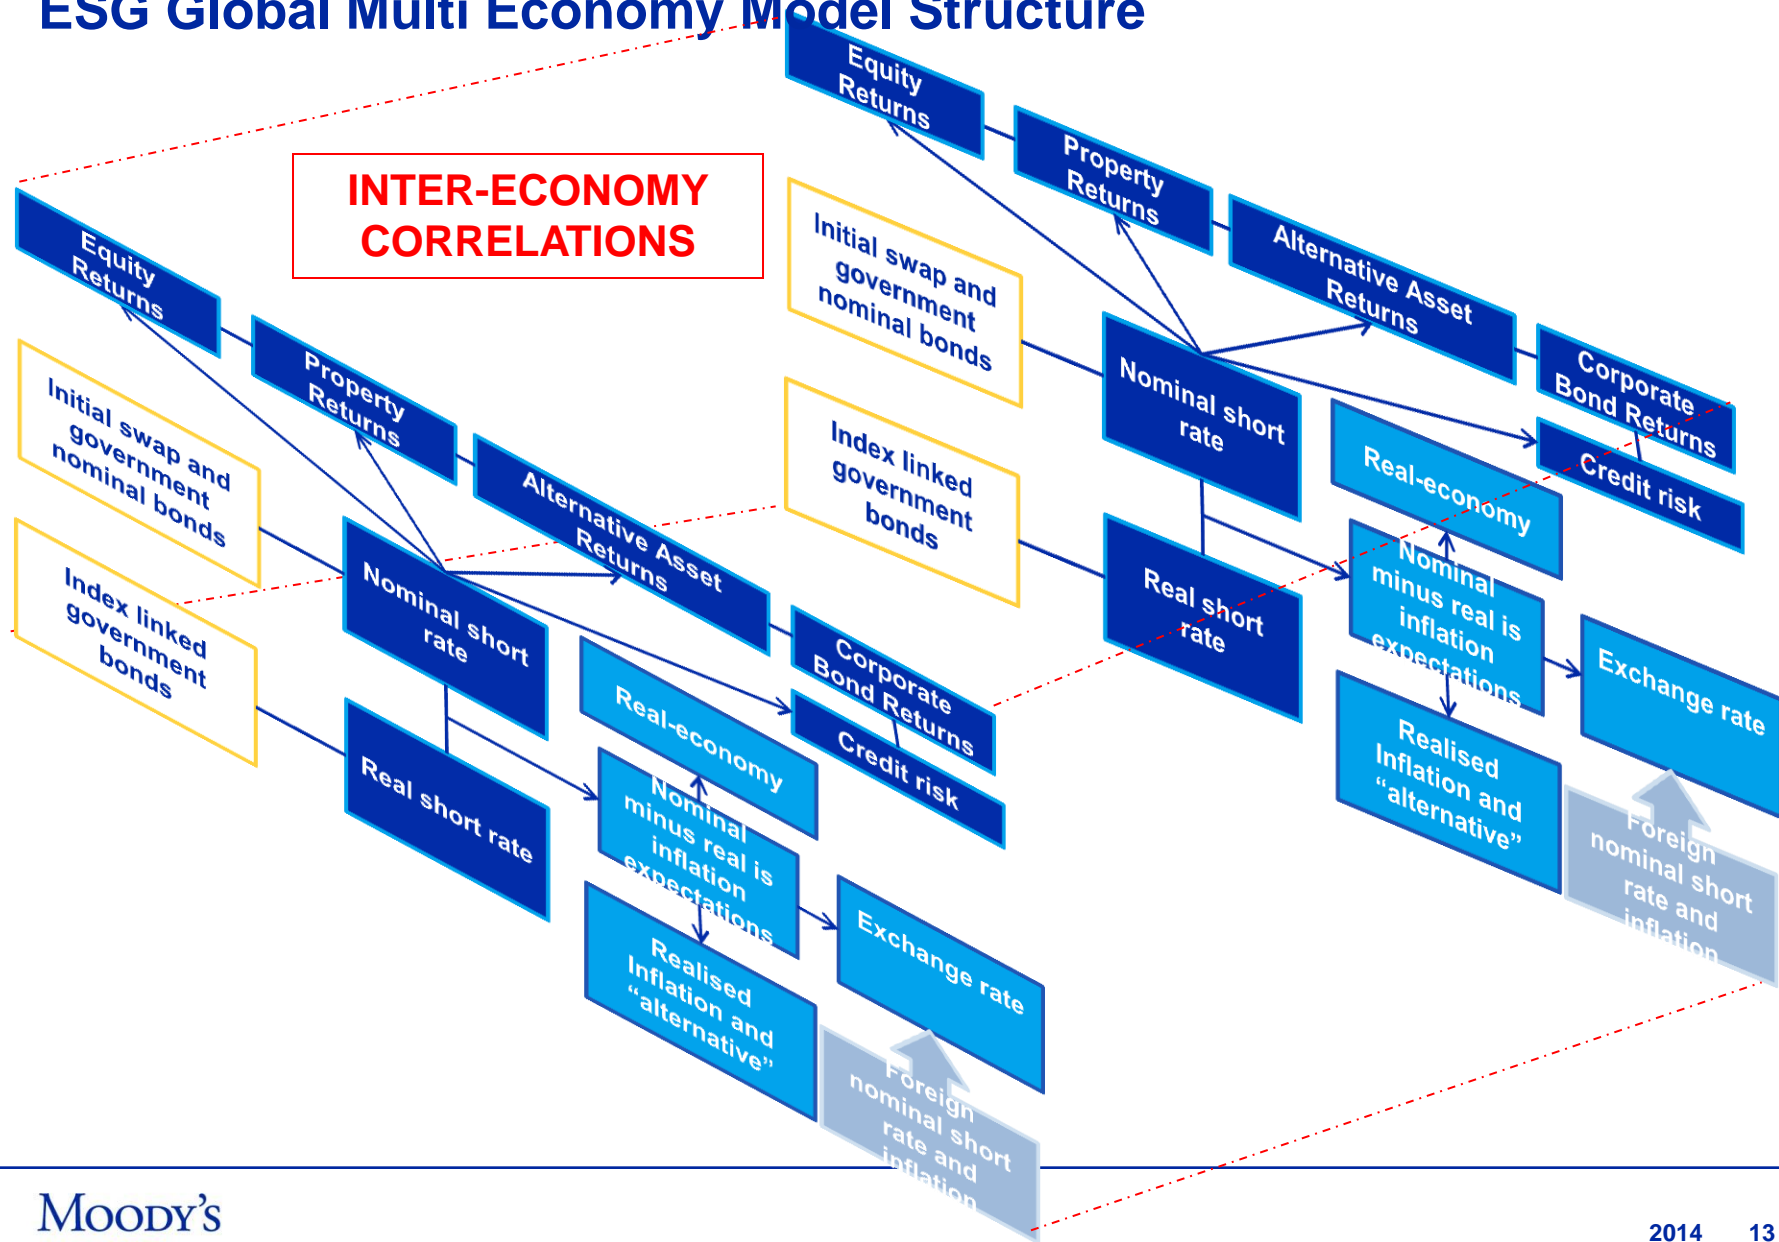 ESG Global Multi Economy Model Structure
INTER-ECONOMY
CORRELATIONS
Equity
Returns
Property
Returns
Alternative Asset
Returns
Corporate
Bond Returns
Credit risk
Initial swap and
government
nominal bonds
Index linked
government
bonds
Nominal short
rate
Real short rate
Real-economy
Nominal
minus real is
inflation
expectations
Realised
Inflation and
“alternative”
Exchange rate
Foreign
nominal short
rate and
inflation
Equity
Returns
Property
Returns
Alternative Asset
Returns
Corporate
Bond Returns
Credit risk
Initial swap and
government
nominal bonds
Index linked
government
bonds
Nominal short
rate
Real short
rate
Real-economy
Nominal
minus real is
inflation
expectations
Realised
Inflation and
“alternative”
Exchange rate
Foreign
nominal short
rate and
inflation
MOODY’S
2014 13